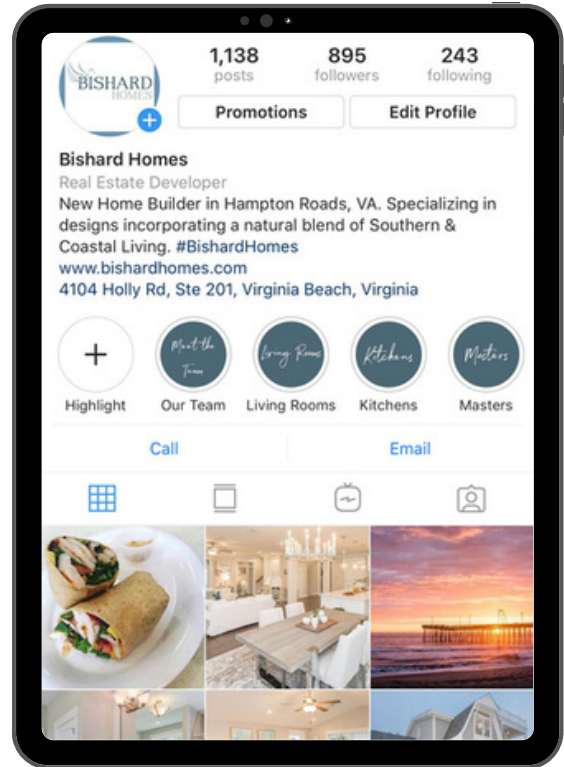 BISHARD
HOMES
1,138 895 243
posts followers following
Promotions Edit Profile
Bishard Homes
Real Estate Developer
New Home Builder in Hampton Roads, VA. Specializing in
designs incorporating a natural blend of Southern &
Coastal Living. #BishardHomes
www.bishardhomes.com
4104 Holly Rd, Ste 201, Virginia Beach, Virginia
Meet the
Team
Living Rooms
Kitchens
Masters
Highlight Our Team Living Rooms Kitchens Masters
Call Email